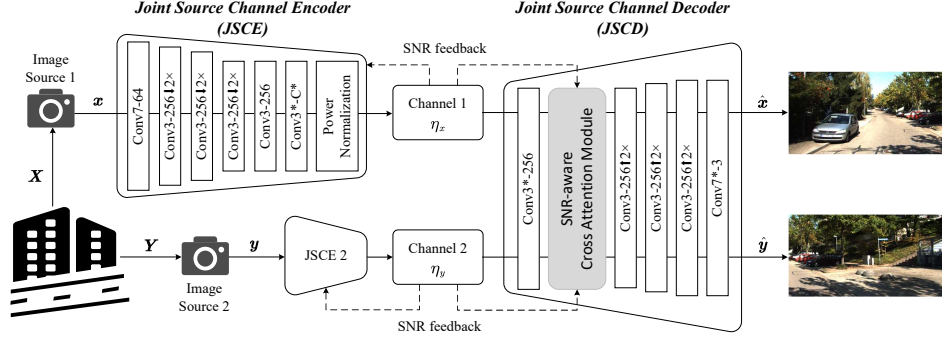 Joint Source Channel Encoder
(JSCE)
Joint Source Channel Decoder
(JSCD)
Image
Source 1
x
X
Conv7-64
Conv3-256⬇2×
Conv3-256⬇2×
Conv3-256⬇2×
Conv3-256
Conv3*-C*
Power
Normalization
SNR feedback
Channel 1
ηx
Conv3*-256
SNR-aware
Cross Attention Module
Conv3-256⬆2×
Conv3-256⬆2×
Conv3-256⬆2×
Conv7*-3
x̂
Y
Image
Source 2
y
JSCE 2
Channel 2
ηy
SNR feedback
ŷ